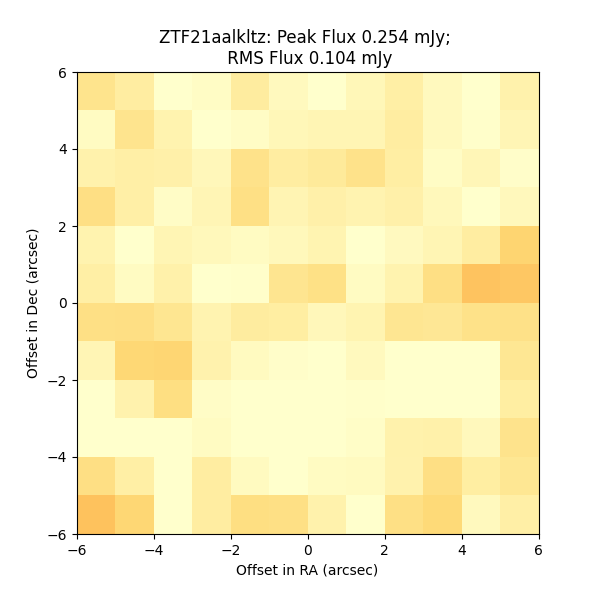 ZTF21aalkltz: Peak Flux 0.254 mJy;
RMS Flux 0.104 mJy
6
4
2
0
−2
−4
−6
Offset in Dec (arcsec)
−6 −4 −2 0 2 4 6
Offset in RA (arcsec)